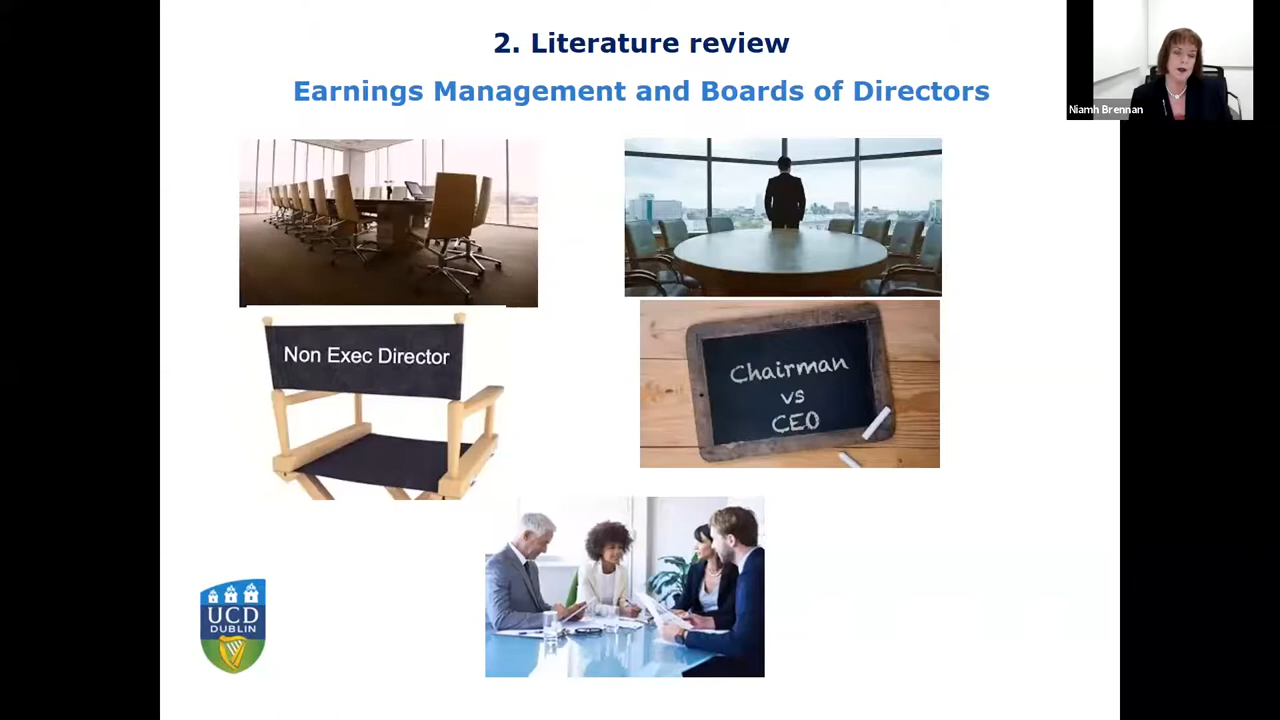 2. Literature review
Earnings Management and Boards of Directors
Niamh Brennan
Non Exec Director
Chairman
vs
CEO
UCD
DUBLIN